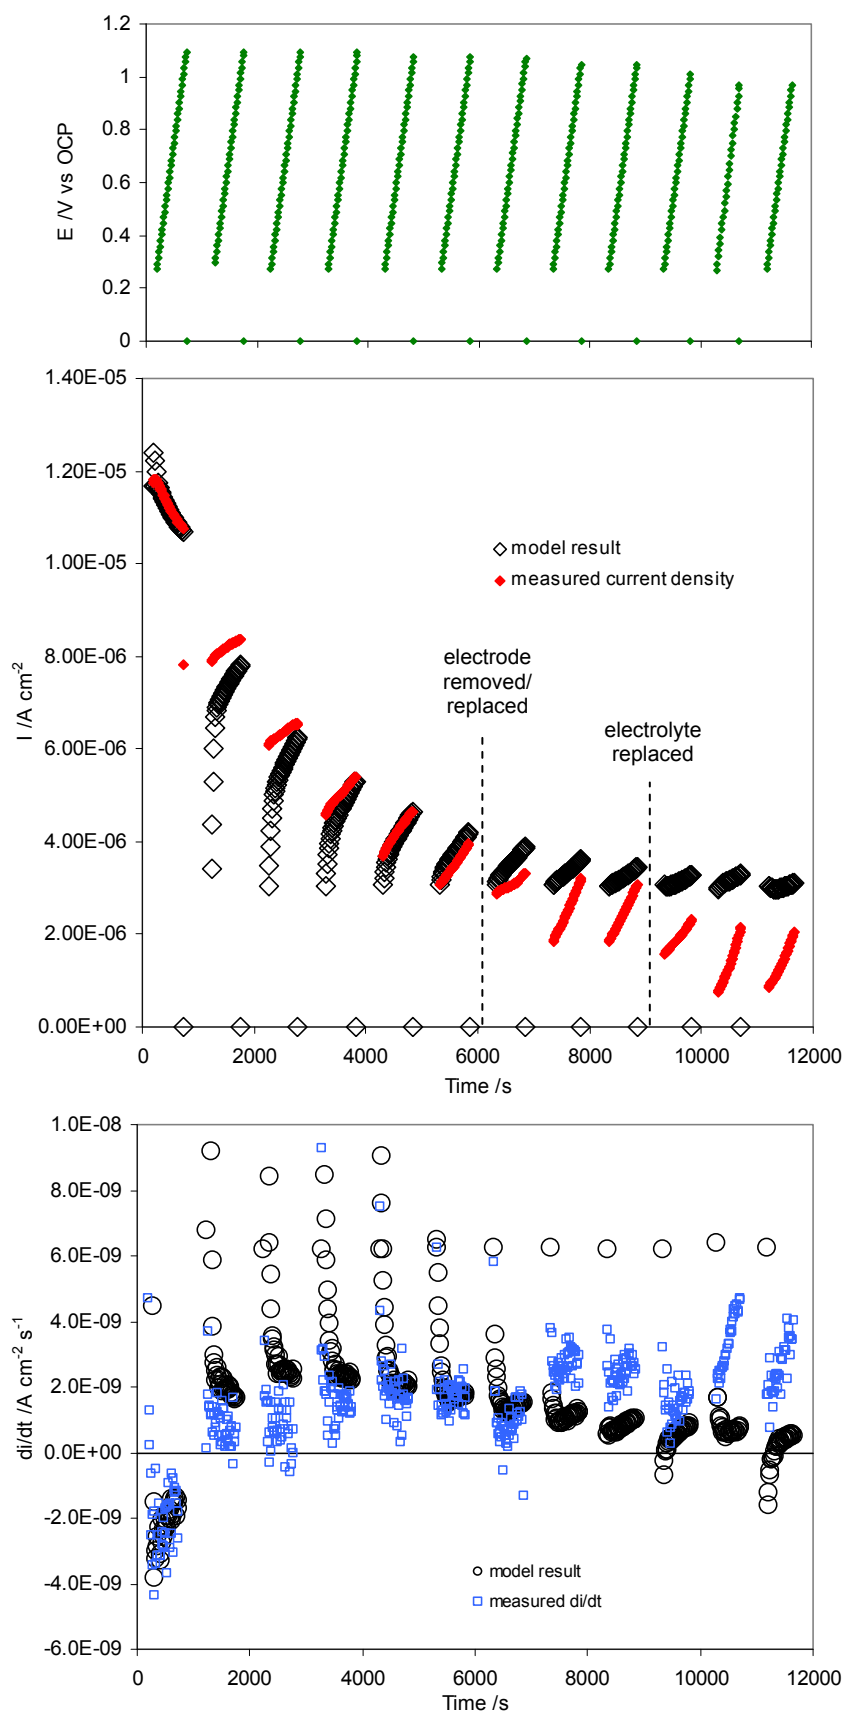 1.2
1
0.8
0.6
0.4
0.2
0
E /V vs OCP
1.40E-05
1.20E-05
1.00E-05
8.00E-06
6.00E-06
4.00E-06
2.00E-06
0.00E+00
I /A cm-2
model result
measured current density
electrode
removed/
replaced
electrolyte
replaced
0 2000 4000 6000 8000 10000 12000
Time /s
1.0E-08
8.0E-09
6.0E-09
4.0E-09
2.0E-09
0.0E+00
-2.0E-09
-4.0E-09
-6.0E-09
di/dt /A cm-2 s-1
model result
measured di/dt
0 2000 4000 6000 8000 10000 12000
Time /s